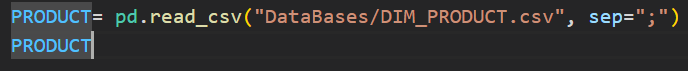 PRODUCT= pd.read_csv("DataBases/DIM_PRODUCT.csv", sep=";")
PRODUCT